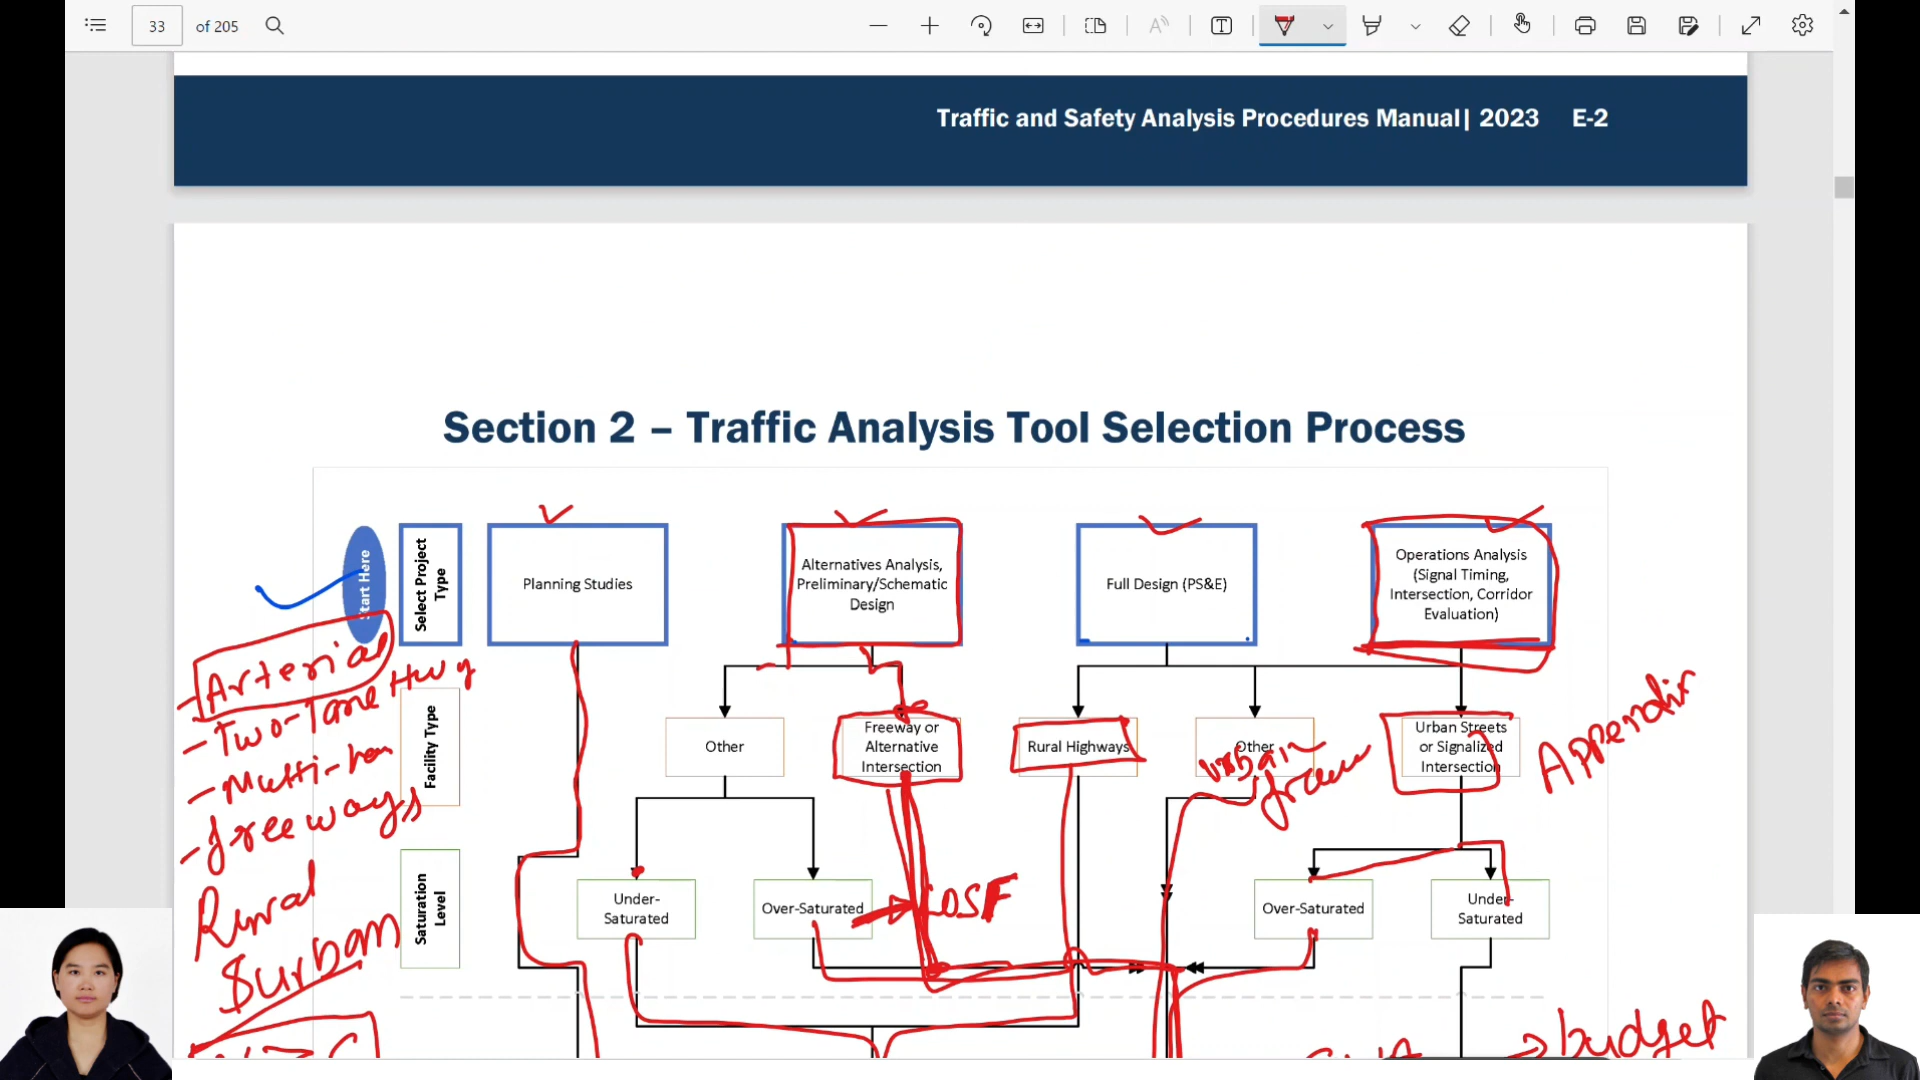 33 of 205
Traffic and Safety Analysis Procedures Manual| 2023 E-2
Section 2 – Traffic Analysis Tool Selection Process
Start Here
Select Project
Type
Planning Studies
Alternatives Analysis,
Preliminary/Schematic
Design
Full Design (PS&E)
Operations Analysis
(Signal Timing,
Intersection, Corridor
Evaluation)
Facility Type
Other
Freeway or
Alternative
Intersection
Rural Highways
Other
Urban Streets
or Signalized
Intersection
Saturation
Level
Under-
Saturated
Over-Saturated
Over-Saturated
Under-
Saturated
- Arterial
- Two-Lane Hwy
- Multi-lan
- freeways
Rural
&urban
LOSF
urban
Appendix
→ budget